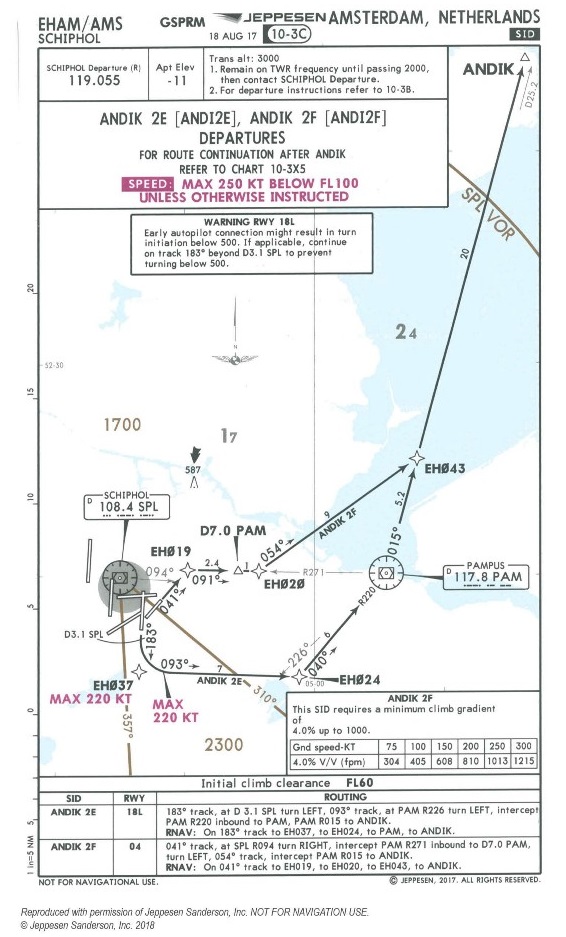 EHAM/AMS
SCHIPHOL
GSPRM
JEPPESEN
18 AUG 17
10-3C
AMSTERDAM, NETHERLANDS
SID
SCHIPHOL Departure (R)
119.055
Apt Elev
-11
Trans alt: 3000
1. Remain on TWR frequency until passing 2000,
then contact SCHIPHOL Departure.
2. For departure instructions refer to 10-3B.
ANDIK 2E [ANDI2E], ANDIK 2F [ANDI2F]
DEPARTURES
FOR ROUTE CONTINUATION AFTER ANDIK
REFER TO CHART 10-3X5
SPEED: MAX 250 KT BELOW FL100
UNLESS OTHERWISE INSTRUCTED
ANDIK
D25.2
SPL VOR
WARNING RWY 18L
Early autopilot connection might result in turn
initiation below 500. If applicable, continue
on track 183° beyond D3.1 SPL to prevent
turning below 500.
20
20
N
24
52-30
15
1700
17
587
EHØ43
9
ANDIK 2F
5.2
10
SCHIPHOL
D 108.4 SPL
D7.0 PAM
EHØ19
054°
015°
094°
2.4
091°
1
EHØ20
R271
PAMPUS
D 117.8 PAM
041°
R220
5
D3.1 SPL
183°
226°
6
040°
093°
7
ANDIK 2E
EHØ24
05-00
EHØ37
MAX 220 KT
MAX
220 KT
310°
357°
0
2300
ANDIK 2F
This SID requires a minimum climb gradient
of
4.0% up to 1000.
Gnd speed-KT 75 100 150 200 250 300
4.0% V/V (fpm) 304 405 608 810 1013 1215
Initial climb clearance FL60
SID RWY ROUTING
ANDIK 2E 18L 183° track, at D 3.1 SPL turn LEFT, 093° track, at PAM R226 turn LEFT, intercept
PAM R220 inbound to PAM, PAM R015 to ANDIK.
RNAV: On 183° track to EH037, to EH024, to PAM, to ANDIK.
ANDIK 2F 04 041° track, at SPL R094 turn RIGHT, intercept PAM R271 inbound to D7.0 PAM,
turn LEFT, 054° track, intercept PAM R015 to ANDIK.
RNAV: On 041° track to EH019, to EH020, to EH043, to ANDIK.
5
1 in=5 NM
NOT FOR NAVIGATIONAL USE.
© JEPPESEN, 2017. ALL RIGHTS RESERVED.
Reproduced with permission of Jeppesen Sanderson, Inc. NOT FOR NAVIGATION USE.
© Jeppesen Sanderson, Inc. 2018